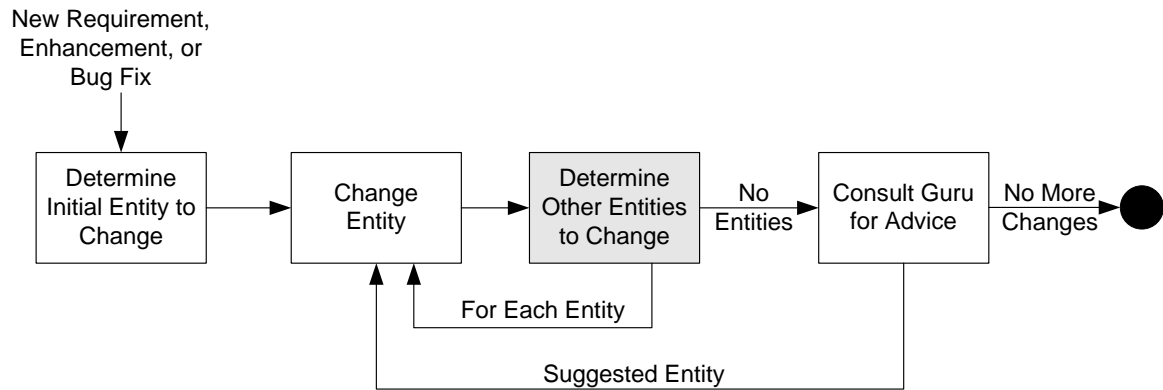 New Requirement,
Enhancement, or
Bug Fix
Determine
Initial Entity to
Change
Change
Entity
Determine
Other Entities
to Change
No
Entities
Consult Guru
for Advice
No More
Changes
For Each Entity
Suggested Entity